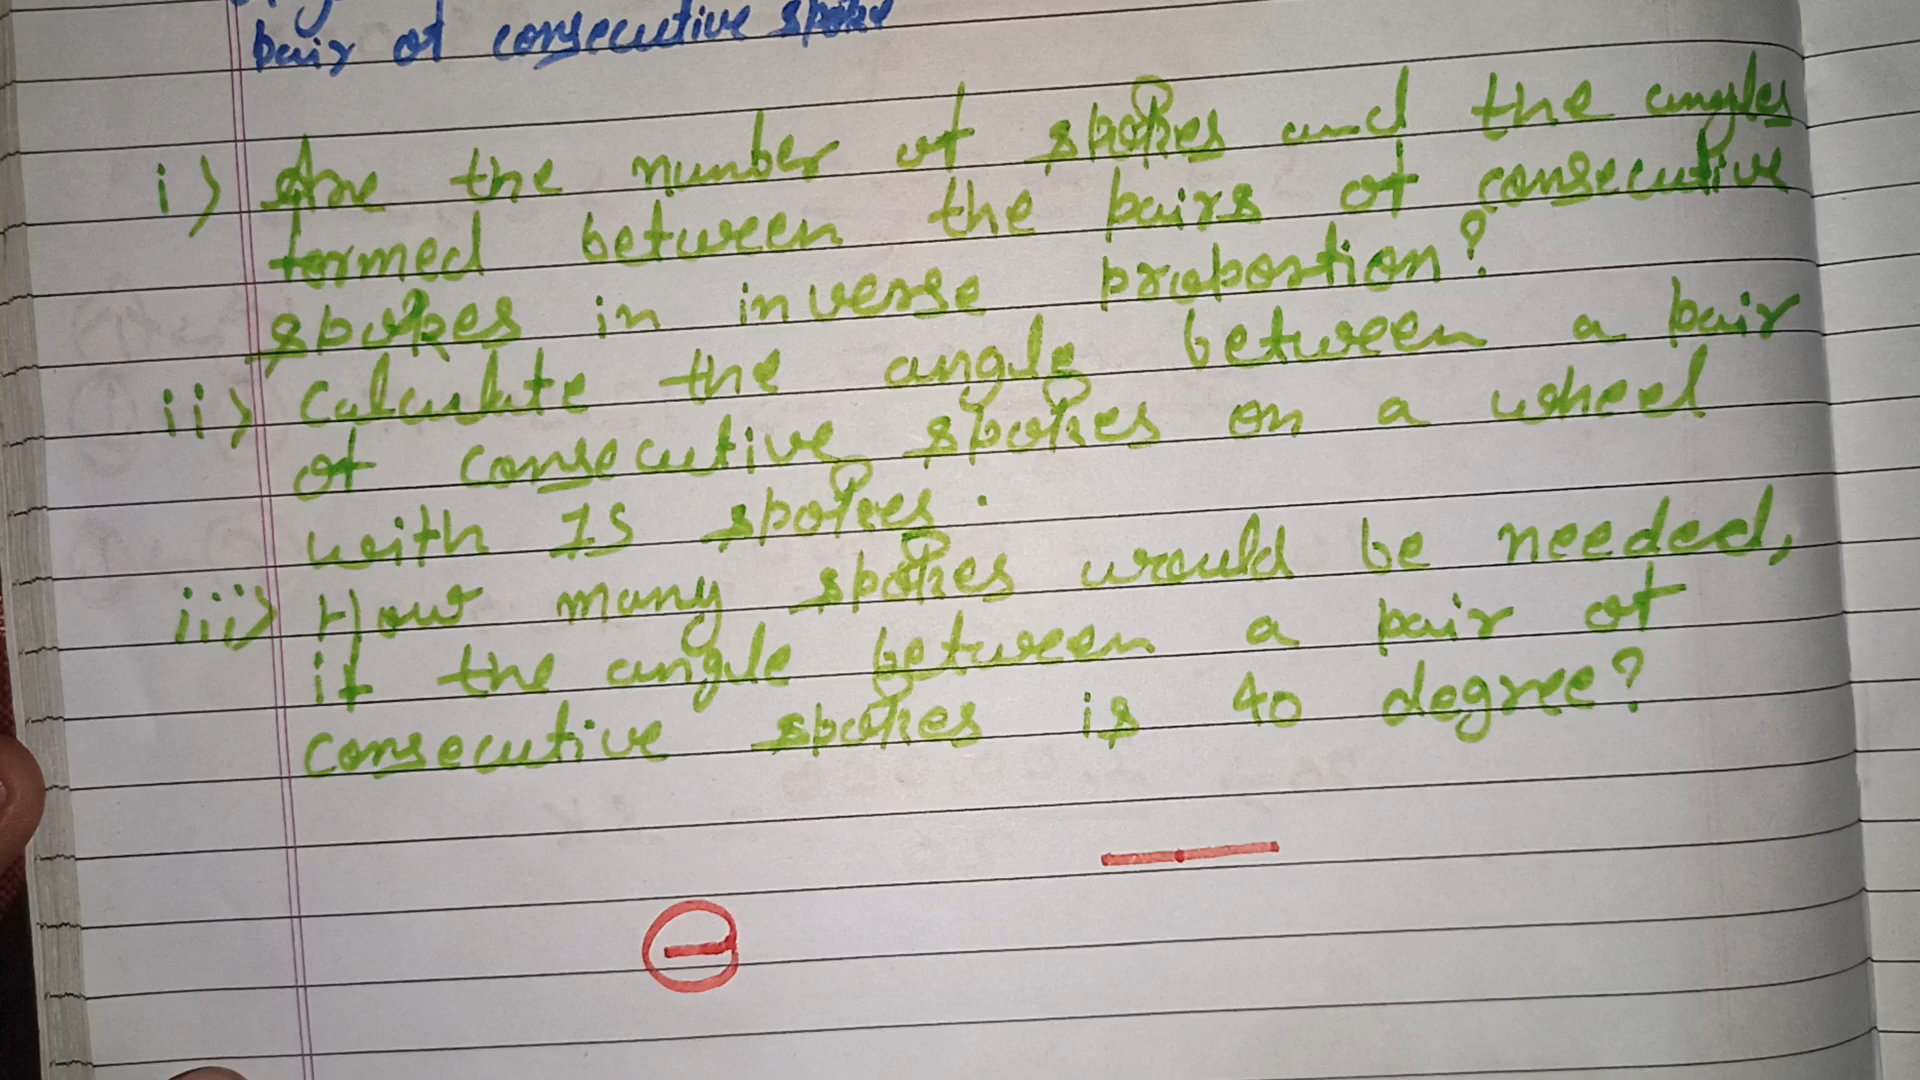 pair of consecutive spoke
i) Are the number of spokes and the angles
formed between the pairs of consecutive
spokes in inverse proportion?
ii) Calculate the angle between a pair
of consecutive spokes on a wheel
with 15 spokes.
iii) How many spokes would be needed,
if the angle between a pair of
consecutive spokes is 40 degree?